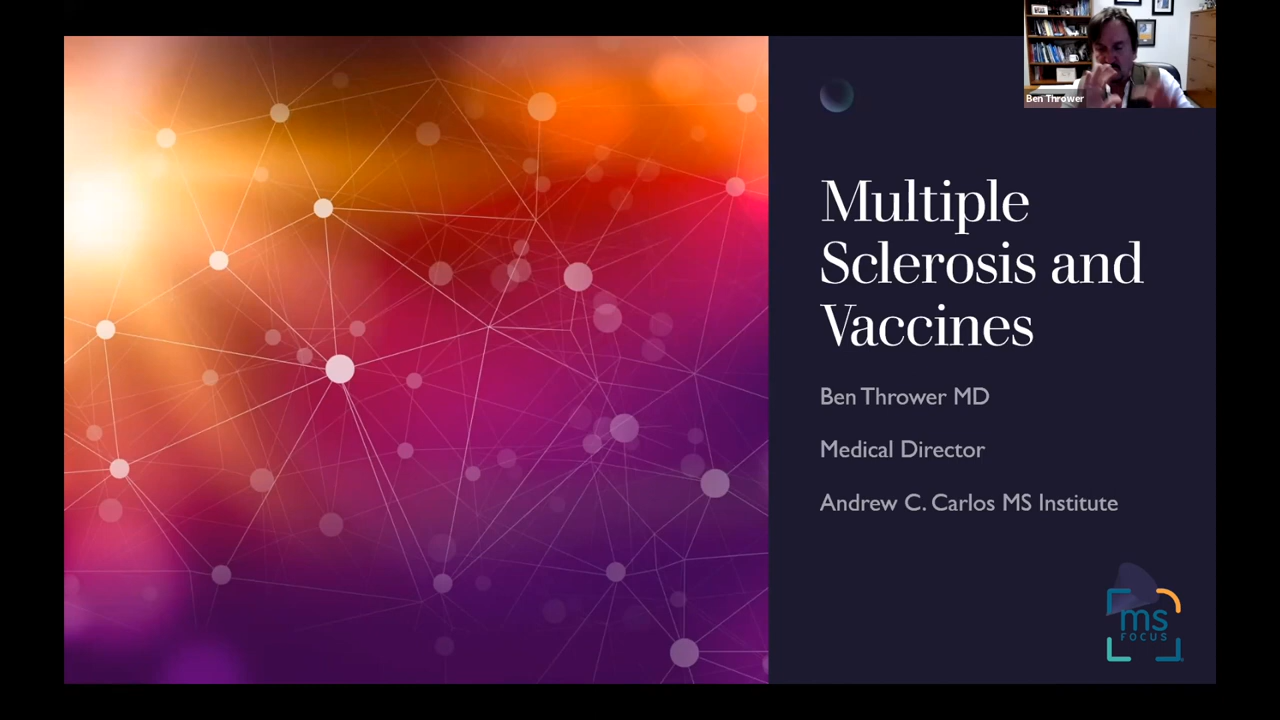 Ben Thrower
Multiple
Sclerosis and
Vaccines
Ben Thrower MD
Medical Director
Andrew C. Carlos MS Institute
ms
FOCUS